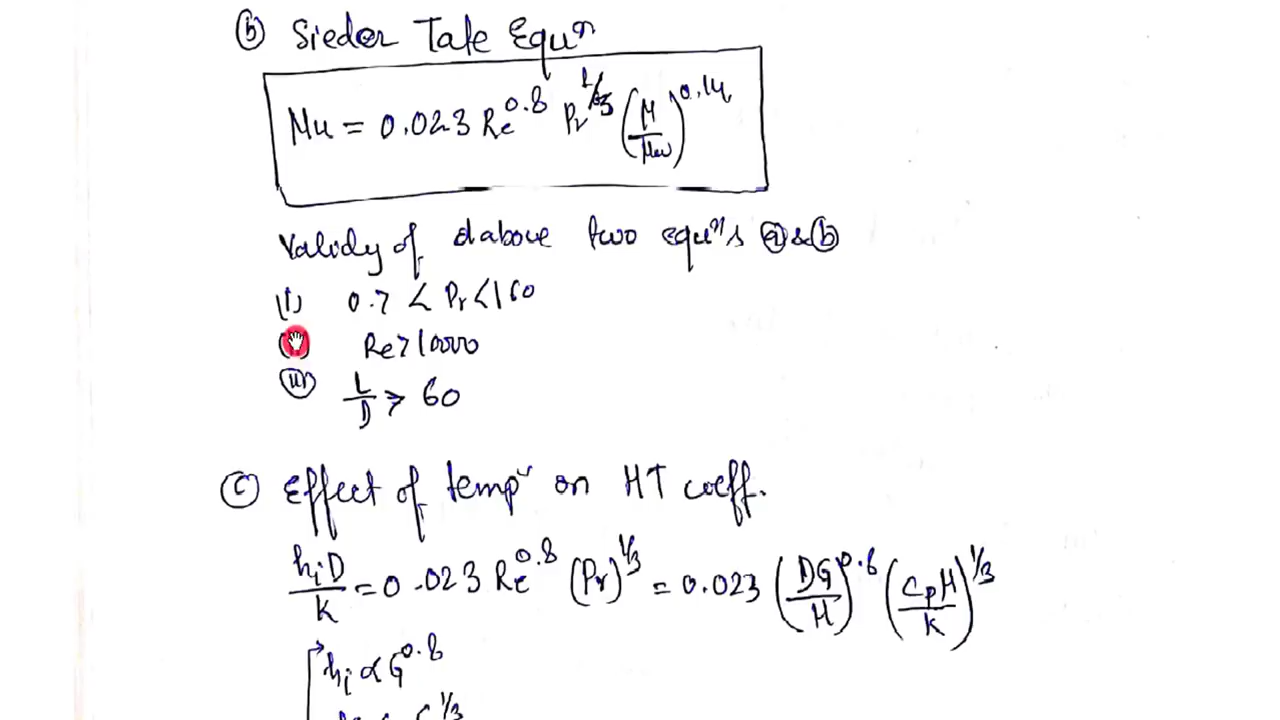 (b) Sieder Tate Equⁿ
Nu = 0.023 Re^0.8 Pr^1/3 (μ/μw)^0.14
Validy of dabove two equⁿs (a) & (b)
(i) 0.7 < Pr < 160
Re > 10000
(iii) L/D > 60
(c) Effect of temp on HT coeff.
hiD/k = 0.023 Re^0.8 (Pr)^1/3 = 0.023 (DG/μ)^0.8 (Cpμ/k)^1/3
hi ∝ G^0.8